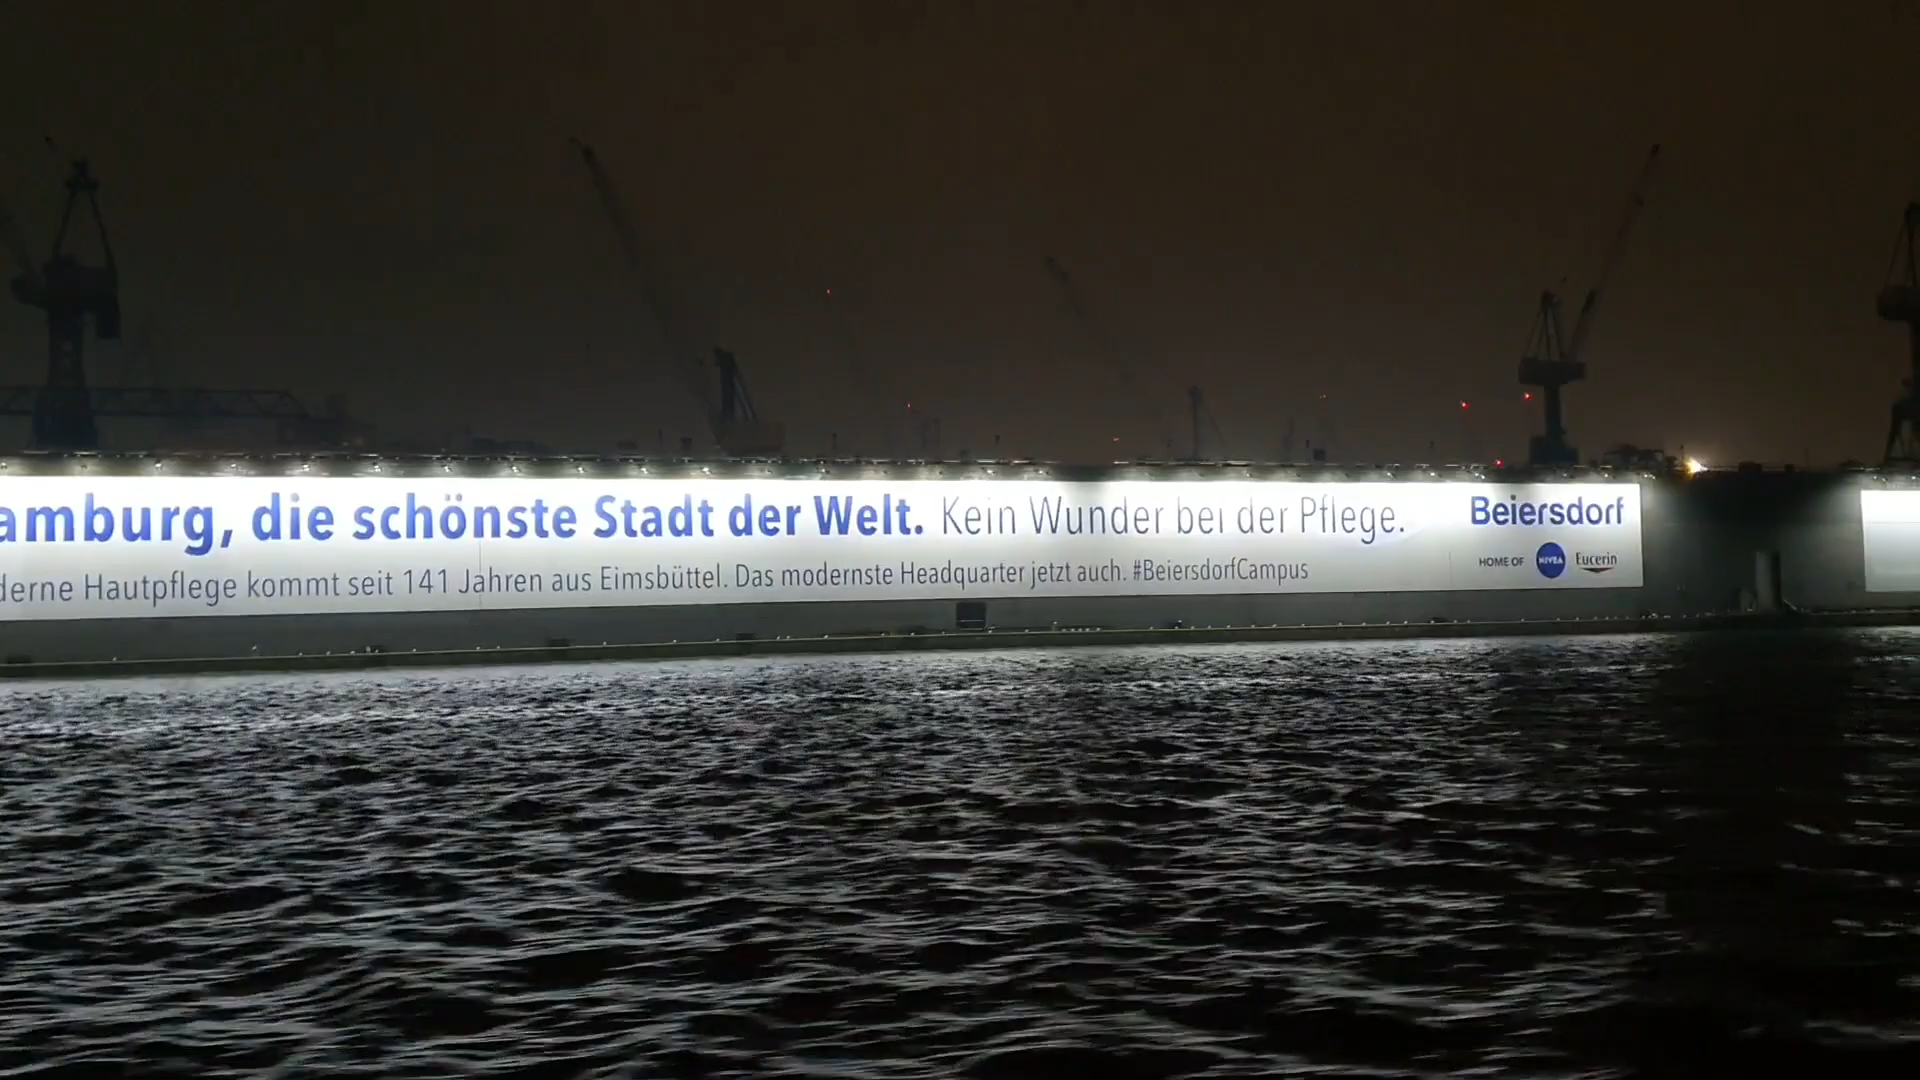 amburg, die schönste Stadt der Welt. Kein Wunder bei der Pflege.
derne Hautpflege kommt seit 141 Jahren aus Eimsbüttel. Das modernste Headquarter jetzt auch. #BeiersdorfCampus
Beiersdorf
HOME OF NIVEA Eucerin